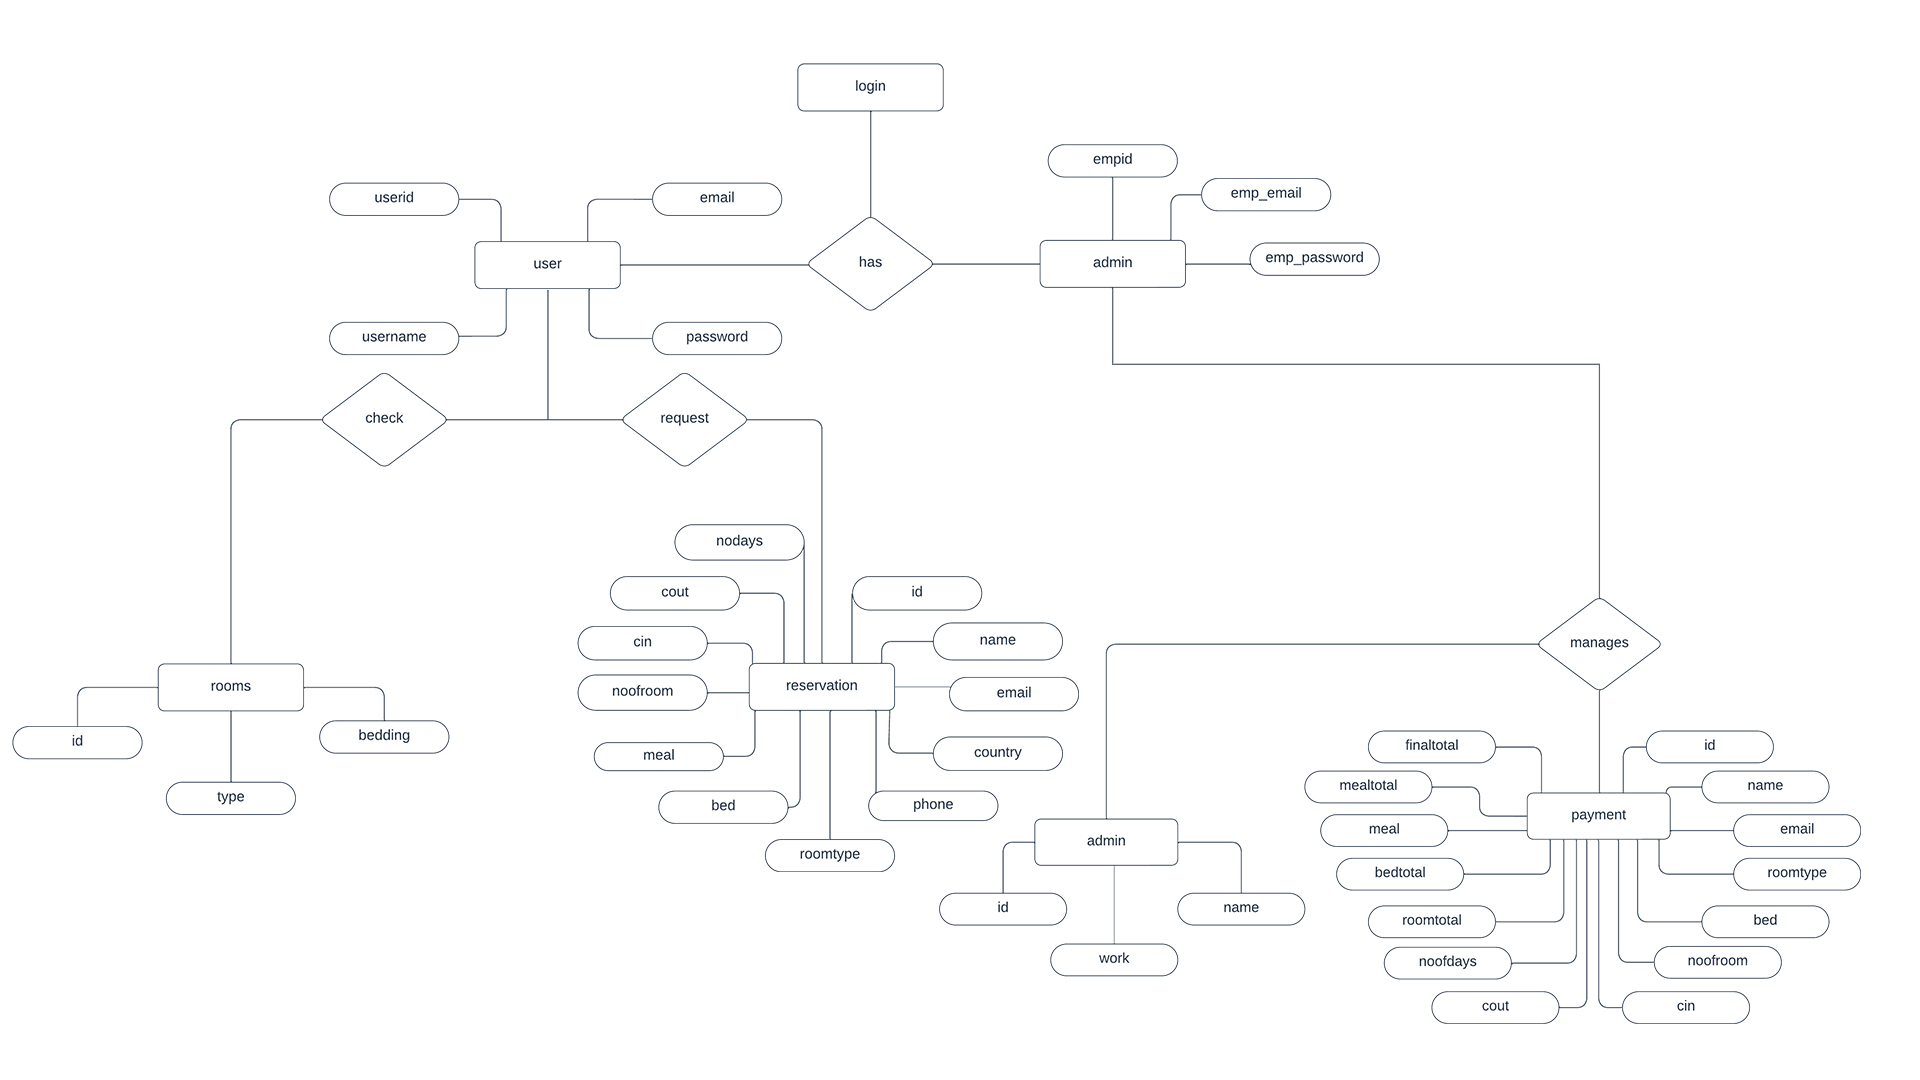 login
empid
emp_email
userid
email
user
has
admin
emp_password
username
password
check
request
nodays
cout
id
cin
name
manages
rooms
reservation
noofroom
email
id
bedding
meal
country
finaltotal
id
type
bed
phone
mealtotal
name
payment
meal
email
roomtype
admin
bedtotal
roomtype
id
name
roomtotal
bed
work
noofdays
noofroom
cout
cin